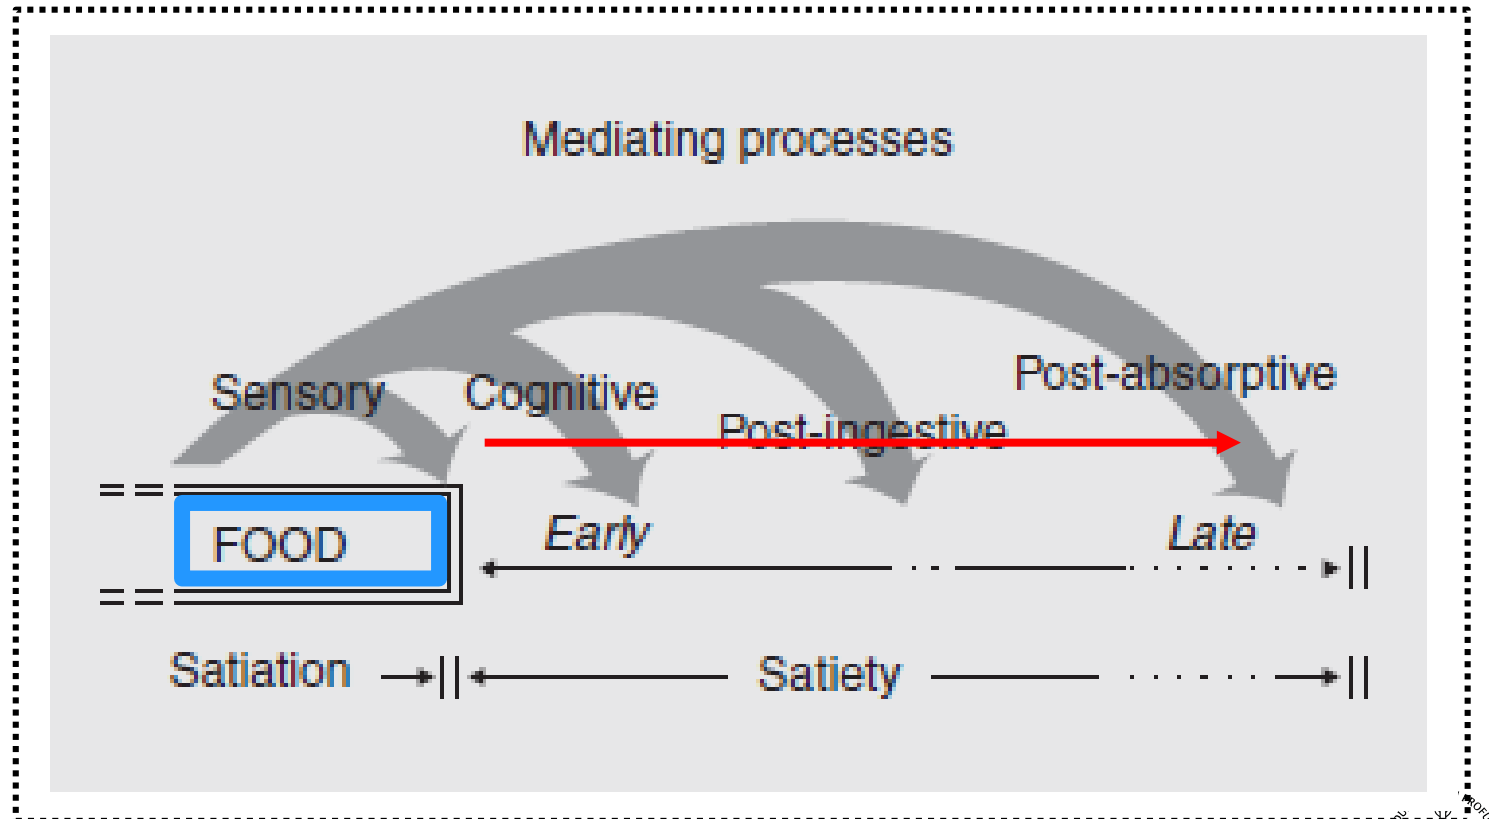 Mediating processes
Sensory
Cognitive
Post-ingestive
Post-absorptive
FOOD
Early
Late
Satiation
Satiety